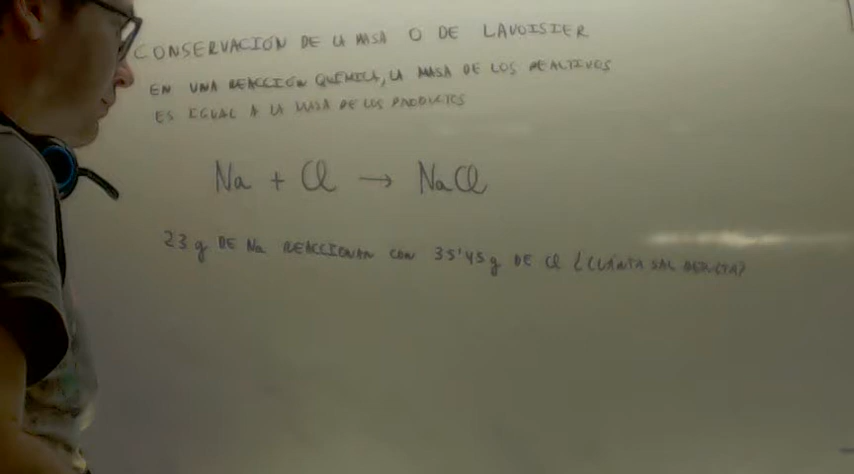 CONSERVACIÓN DE LA MASA O DE LAVOISIER
EN UNA REACCIÓN QUÍMICA, LA MASA DE LOS REACTIVOS
ES IGUAL A LA MASA DE LOS PRODUCTOS
Na + Cl → NaCl
23 g DE Na REACCIONAN CON 35'45 g DE Cl ¿CUÁNTA SAL